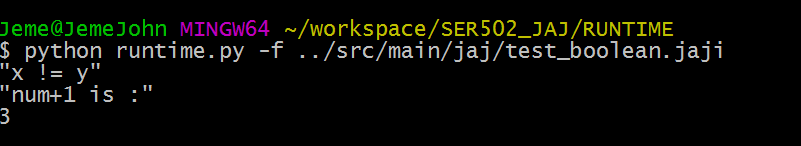 Jeme@JemeJohn MINGW64 ~/workspace/SER502_JAJ/RUNTIME
$ python runtime.py -f ../src/main/jaj/test_boolean.jaji
"x != y"
"num+1 is :"
3